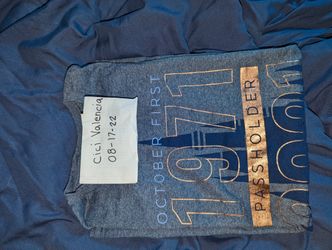 Cici Valencia
08-17-22
OCTOBER FIRST
1971
PASSHOLDER